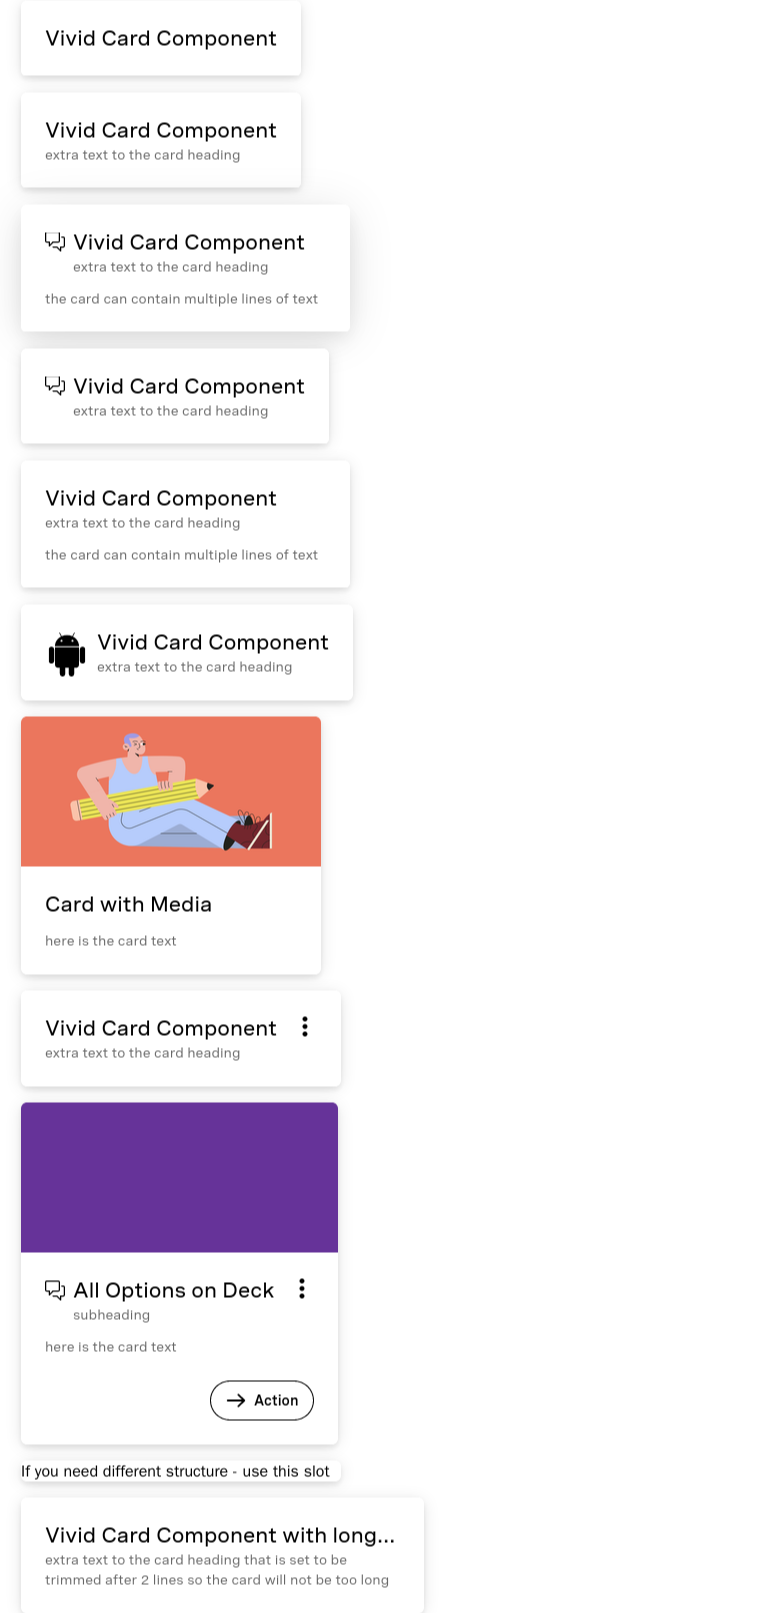 Vivid Card Component
Vivid Card Component
extra text to the card heading
Vivid Card Component
extra text to the card heading
the card can contain multiple lines of text
Vivid Card Component
extra text to the card heading
Vivid Card Component
extra text to the card heading
the card can contain multiple lines of text
Vivid Card Component
extra text to the card heading
Card with Media
here is the card text
Vivid Card Component
extra text to the card heading
All Options on Deck
subheading
here is the card text
Action
If you need different structure - use this slot
Vivid Card Component with long...
extra text to the card heading that is set to be
trimmed after 2 lines so the card will not be too long